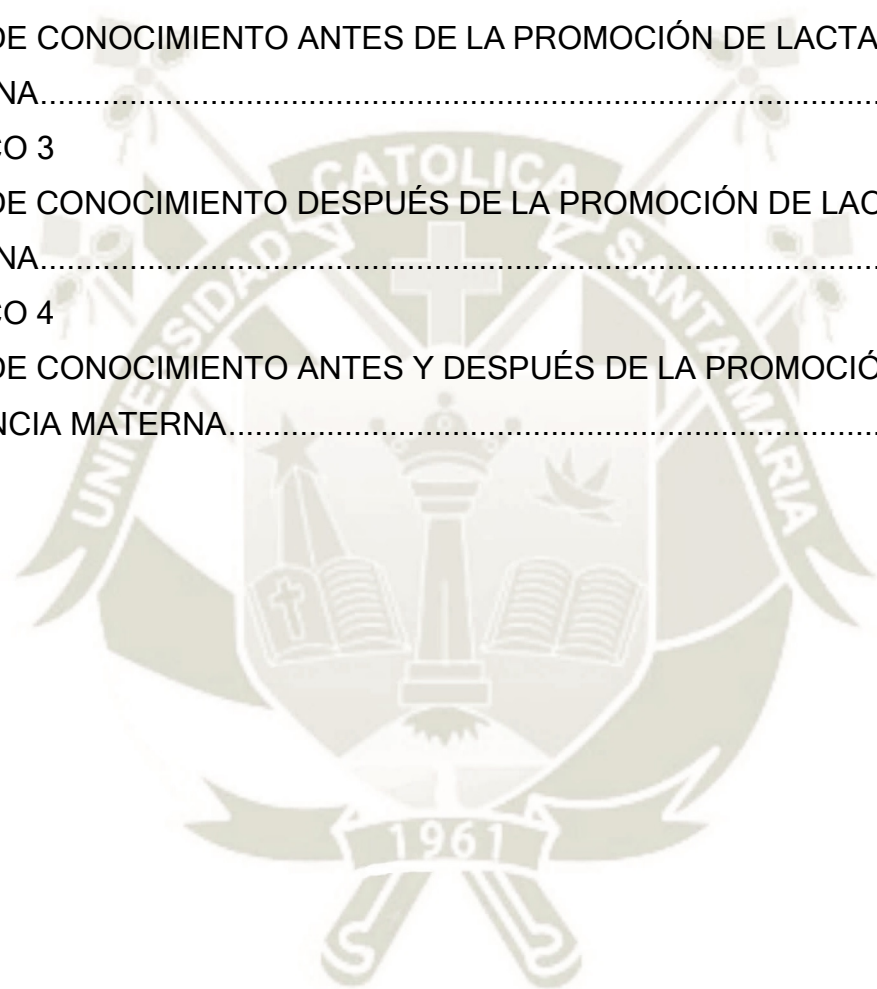 DE CONOCIMIENTO ANTES DE LA PROMOCIÓN DE LACTA
NA................................................................................................
CO 3
DE CONOCIMIENTO DESPUÉS DE LA PROMOCIÓN DE LAC
NA................................................................................................
CO 4
DE CONOCIMIENTO ANTES Y DESPUÉS DE LA PROMOCIÓ
NCIA MATERNA...........................................................................
UNIVERSIDAD CATOLICA SANTA MARIA
1961